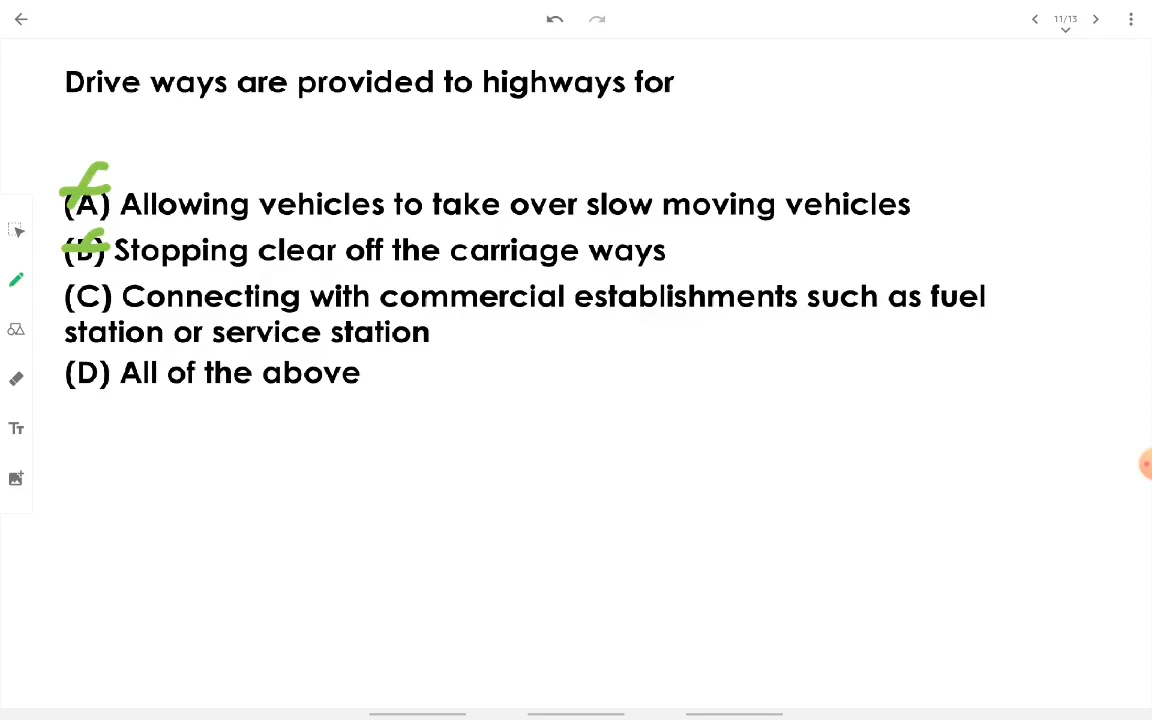 11/13
Drive ways are provided to highways for
(A) Allowing vehicles to take over slow moving vehicles
(B) Stopping clear off the carriage ways
(C) Connecting with commercial establishments such as fuel
station or service station
(D) All of the above
Tт